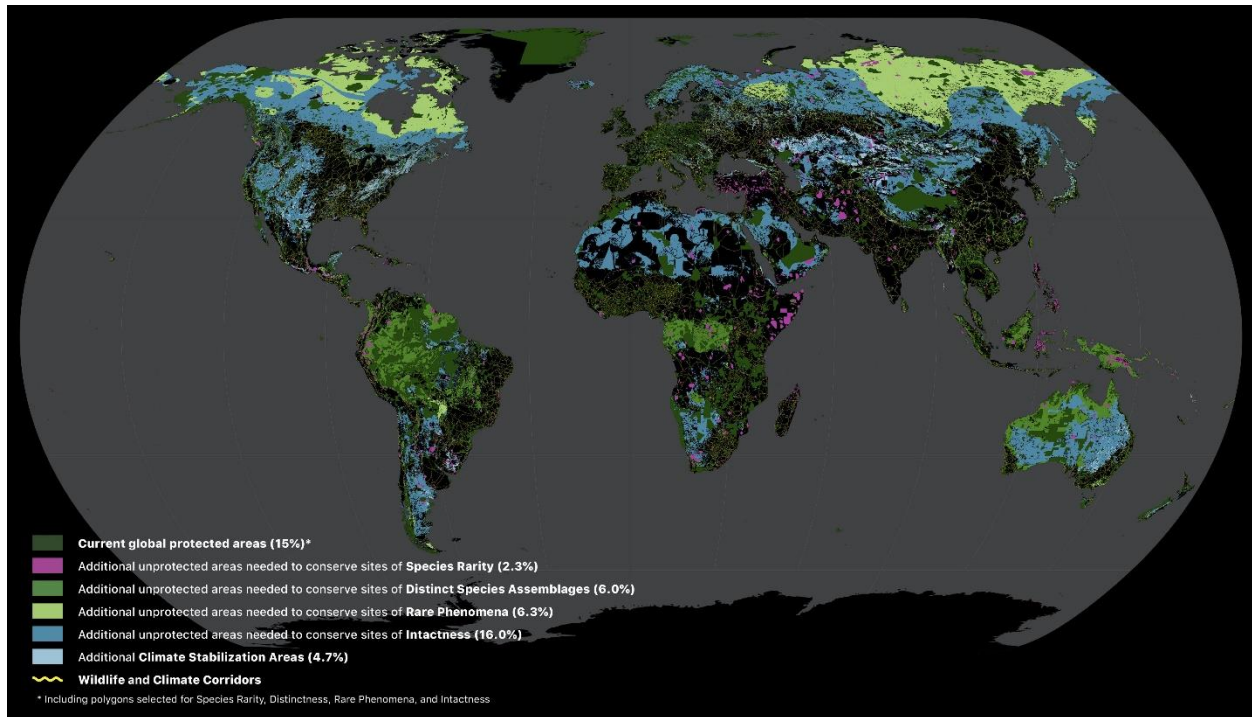 Current global protected areas (15%)*
Additional unprotected areas needed to conserve sites of Species Rarity (2.3%)
Additional unprotected areas needed to conserve sites of Distinct Species Assemblages (6.0%)
Additional unprotected areas needed to conserve sites of Rare Phenomena (6.3%)
Additional unprotected areas needed to conserve sites of Intactness (16.0%)
Additional Climate Stabilization Areas (4.7%)
Wildlife and Climate Corridors
* Including polygons selected for Species Rarity, Distinctness, Rare Phenomena, and Intactness